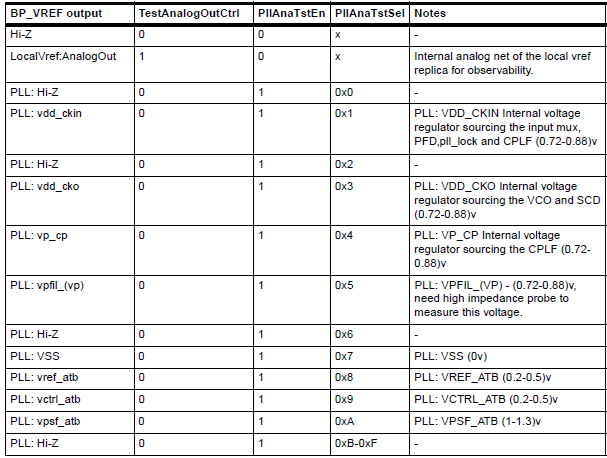 BP_VREF output TestAnalogOutCtrl PllAnaTstEn PllAnaTstSel Notes
Hi-Z 0 0 x -
LocalVref:AnalogOut 1 0 x Internal analog net of the local vref
replica for observability.
PLL: Hi-Z 0 1 0x0 -
PLL: vdd_ckin 0 1 0x1 PLL: VDD_CKIN Internal voltage
regulator sourcing the input mux,
PFD,pll_lock and CPLF (0.72-0.88)v
PLL: Hi-Z 0 1 0x2 -
PLL: vdd_cko 0 1 0x3 PLL: VDD_CKO Internal voltage
regulator sourcing the VCO and SCD
(0.72-0.88)v
PLL: vp_cp 0 1 0x4 PLL: VP_CP Internal voltage
regulator sourcing the CPLF (0.72-
0.88)v
PLL: vpfil_(vp) 0 1 0x5 PLL: VPFIL_(VP) - (0.72-0.88)v,
need high impedance probe to
measure this voltage.
PLL: Hi-Z 0 1 0x6 -
PLL: VSS 0 1 0x7 PLL: VSS (0v)
PLL: vref_atb 0 1 0x8 PLL: VREF_ATB (0.2-0.5)v
PLL: vctrl_atb 0 1 0x9 PLL: VCTRL_ATB (0.2-0.5)v
PLL: vpsf_atb 0 1 0xA PLL: VPSF_ATB (1-1.3)v
PLL: Hi-Z 0 1 0xB-0xF -